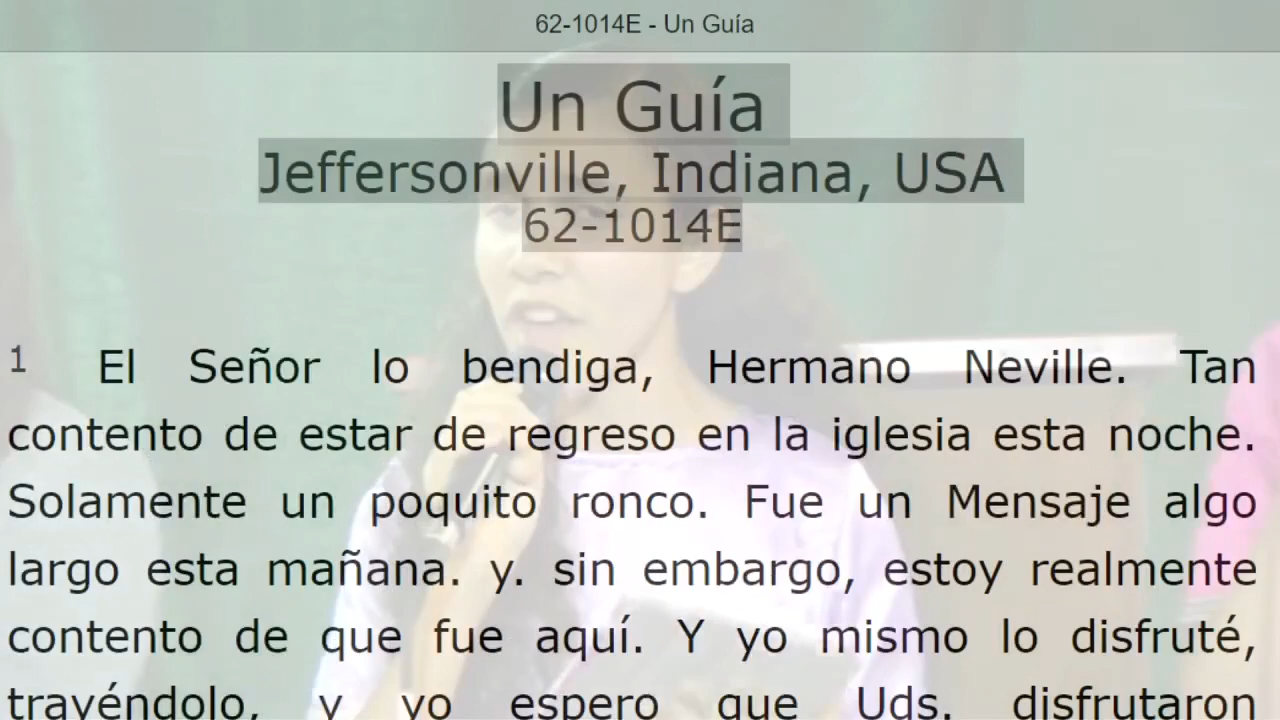 62-1014E - Un Guía
Un Guía
Jeffersonville, Indiana, USA
62-1014E
1 El Señor lo bendiga, Hermano Neville. Tan
contento de estar de regreso en la iglesia esta noche.
Solamente un poquito ronco. Fue un Mensaje algo
largo esta mañana. y. sin embargo, estoy realmente
contento de que fue aquí. Y yo mismo lo disfruté,
trayéndolo, y yo espero que Uds. disfrutaron